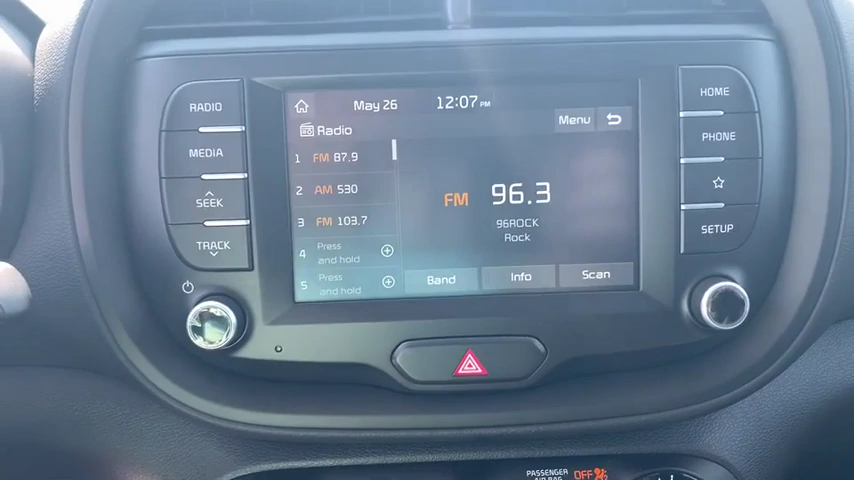 May 26 12:07 PM
Radio
Menu
1 FM 87.9
2 AM 530
3 FM 103.7
4 Press
and hold
5 Press
and hold
FM 96.3
96ROCK
Rock
Band Info Scan
RADIO
MEDIA
SEEK
TRACK
HOME
PHONE
SETUP
PASSENGER
AIR BAG
OFF